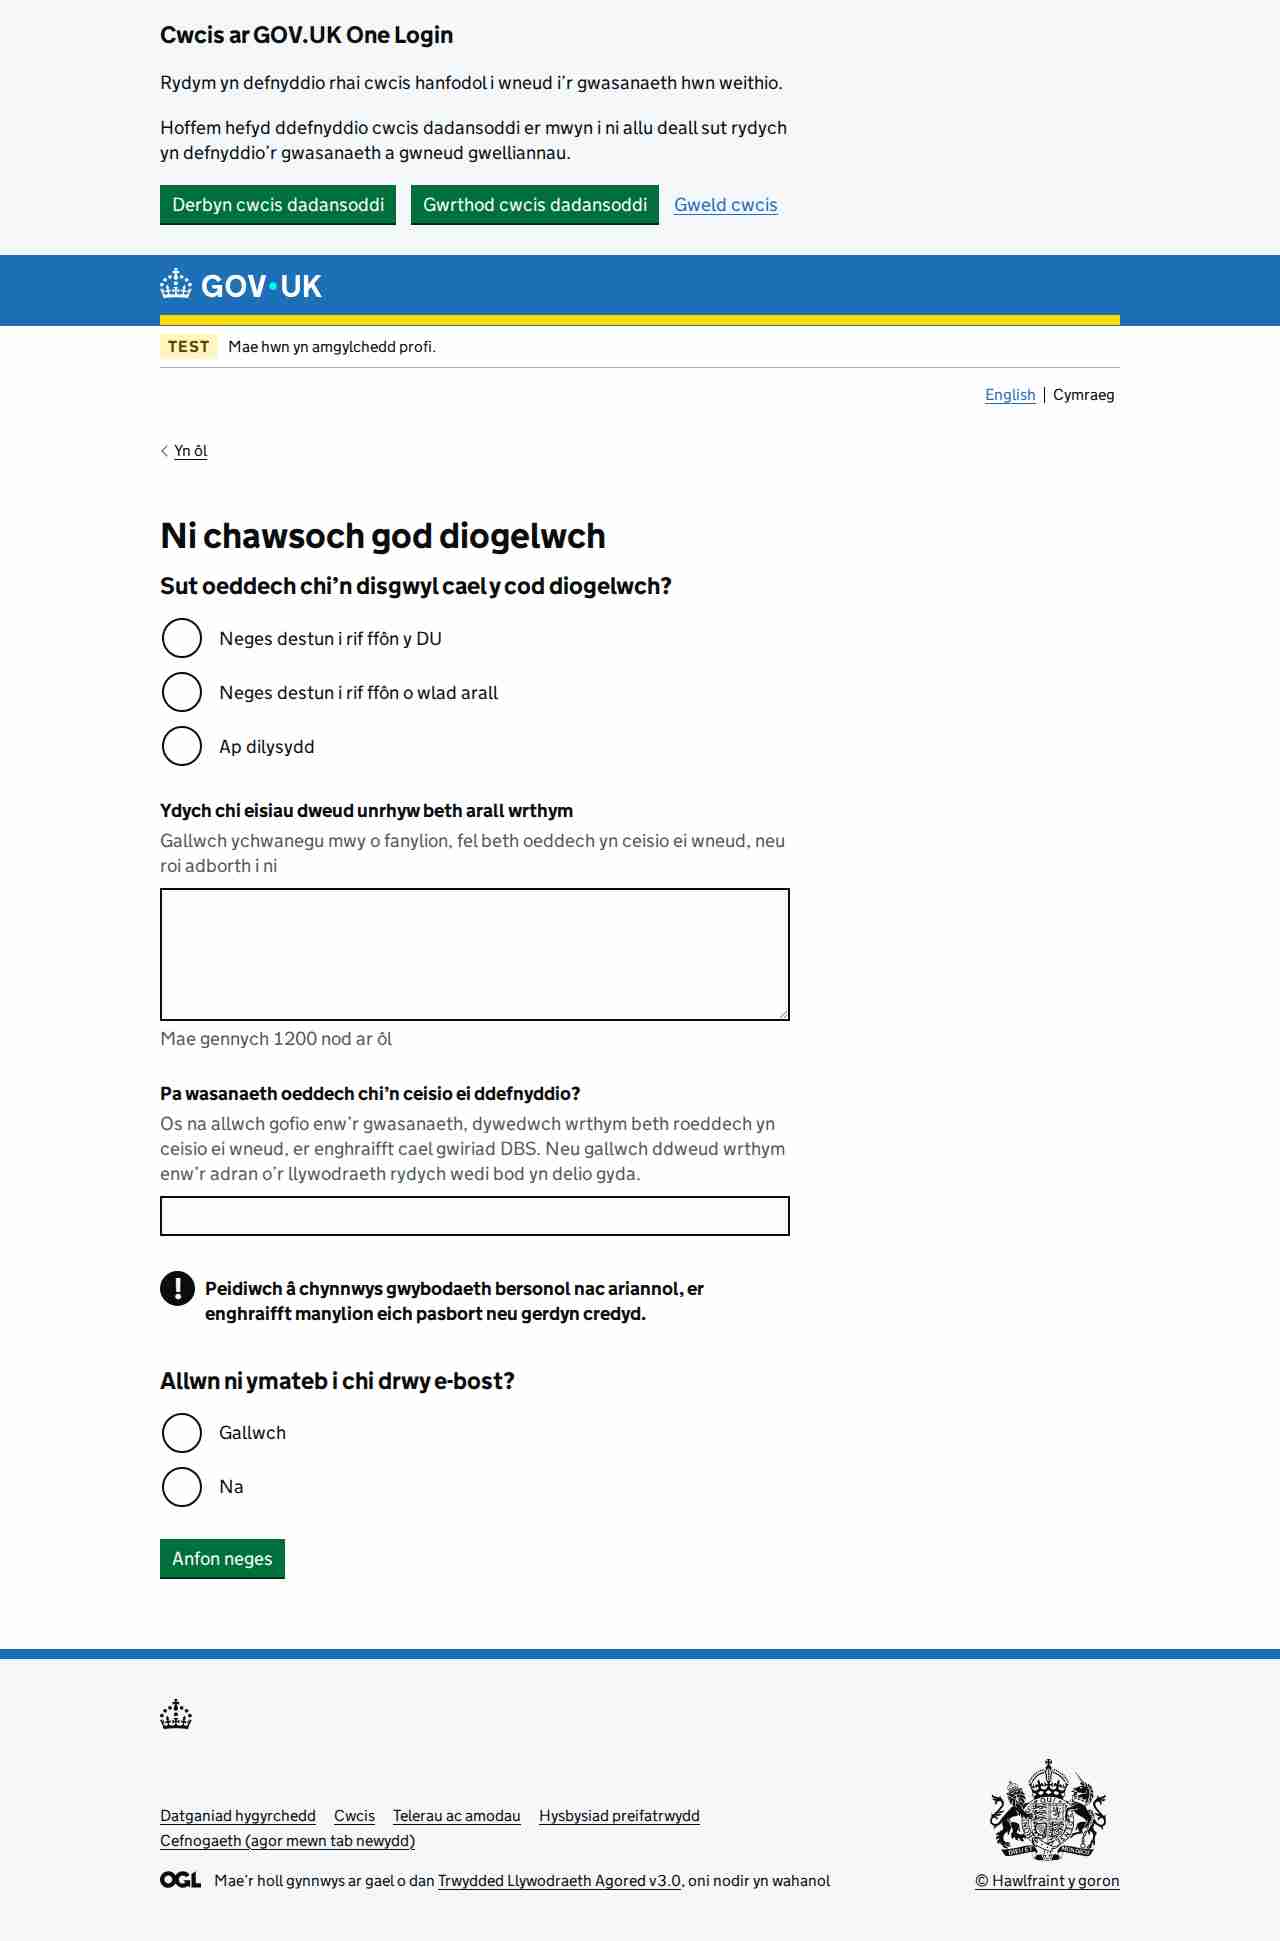 Cwcis ar GOV.UK One Login
Rydym yn defnyddio rhai cwcis hanfodol i wneud i’r gwasanaeth hwn weithio.
Hoffem hefyd ddefnyddio cwcis dadansoddi er mwyn i ni allu deall sut rydych
yn defnyddio’r gwasanaeth a gwneud gwelliannau.
Derbyn cwcis dadansoddi Gwrthod cwcis dadansoddi Gweld cwcis
GOV.UK
TEST Mae hwn yn amgylchedd profi.
English Cymraeg
Yn ôl
Ni chawsoch god diogelwch
Sut oeddech chi’n disgwyl cael y cod diogelwch?
Neges destun i rif ffôn y DU
Neges destun i rif ffôn o wlad arall
Ap dilysydd
Ydych chi eisiau dweud unrhyw beth arall wrthym
Gallwch ychwanegu mwy o fanylion, fel beth oeddech yn ceisio ei wneud, neu
roi adborth i ni
Mae gennych 1200 nod ar ôl
Pa wasanaeth oeddech chi’n ceisio ei ddefnyddio?
Os na allwch gofio enw’r gwasanaeth, dywedwch wrthym beth roeddech yn
ceisio ei wneud, er enghraifft cael gwiriad DBS. Neu gallwch ddweud wrthym
enw’r adran o’r llywodraeth rydych wedi bod yn delio gyda.
! Peidiwch â chynnwys gwybodaeth bersonol nac ariannol, er
enghraifft manylion eich pasbort neu gerdyn credyd.
Allwn ni ymateb i chi drwy e-bost?
Gallwch
Na
Anfon neges
Datganiad hygyrchedd Cwcis Telerau ac amodau Hysbysiad preifatrwydd
Cefnogaeth (agor mewn tab newydd)
OGL Mae’r holl gynnwys ar gael o dan Trwydded Llywodraeth Agored v3.0, oni nodir yn wahanol
© Hawlfraint y goron